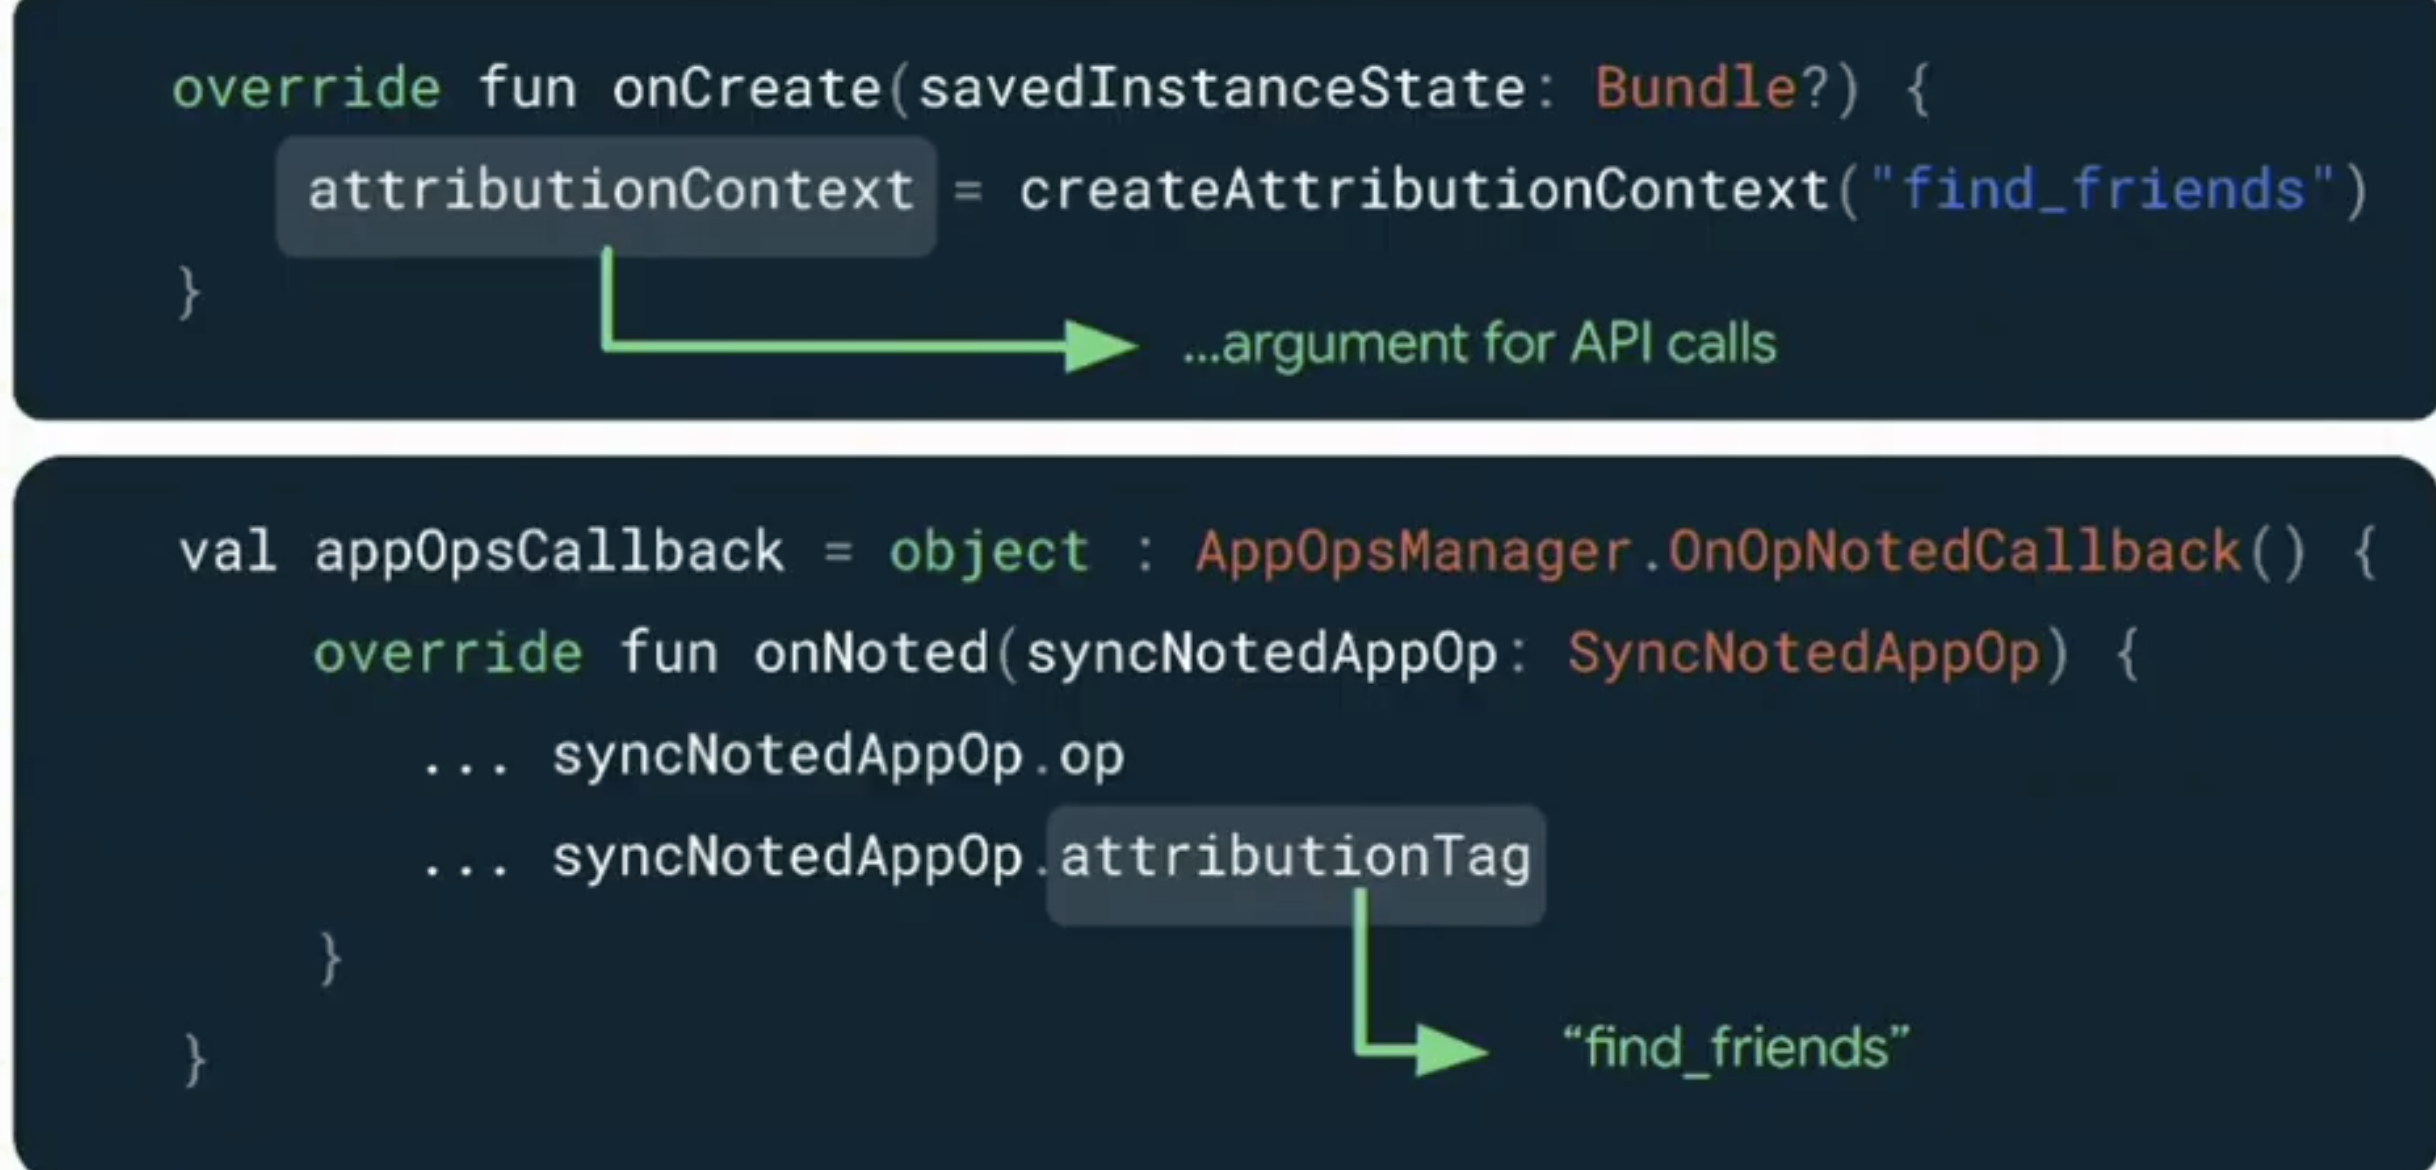 override fun onCreate(savedInstanceState: Bundle?) {
attributionContext = createAttributionContext("find_friends")
}
...argument for API calls
val appOpsCallback = object : AppOpsManager.OnOpNotedCallback() {
override fun onNoted(syncNotedAppOp: SyncNotedAppOp) {
... syncNotedAppOp.op
... syncNotedAppOp.attributionTag
}
“find_friends”
}